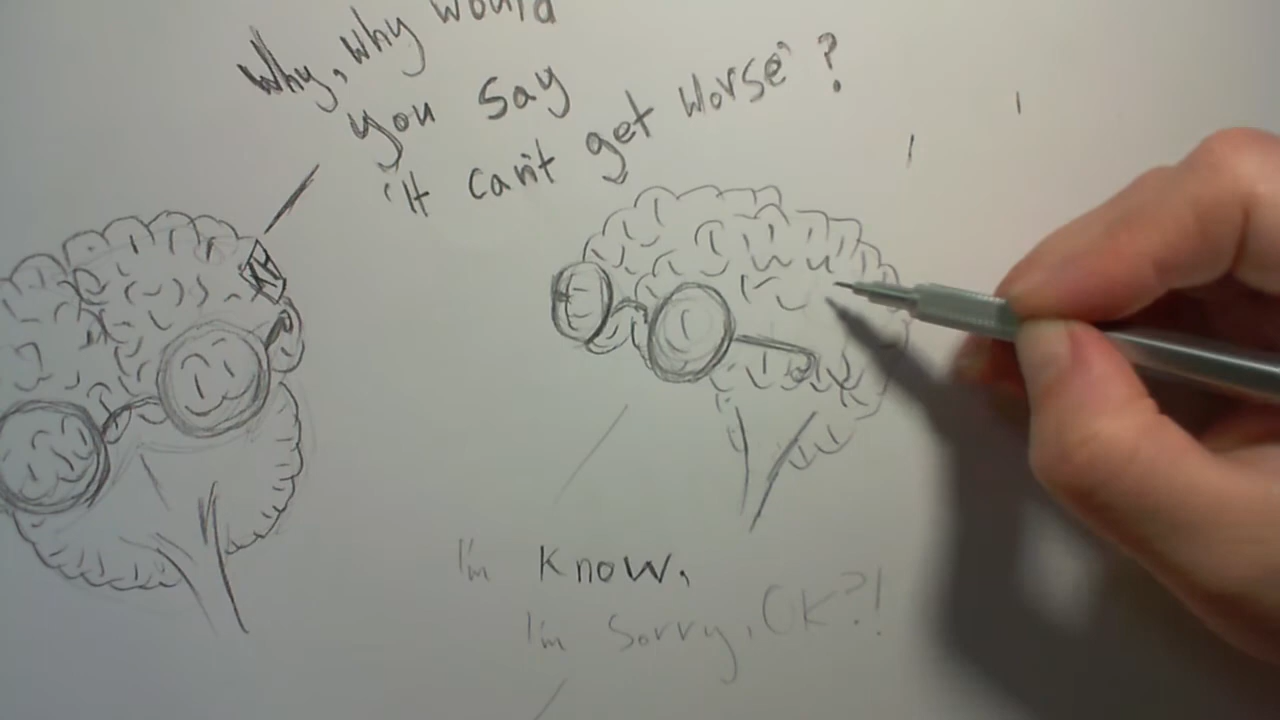 Why, why would
you say
'It can't get worse'?
I'm know,
I'm sorry, OK?!